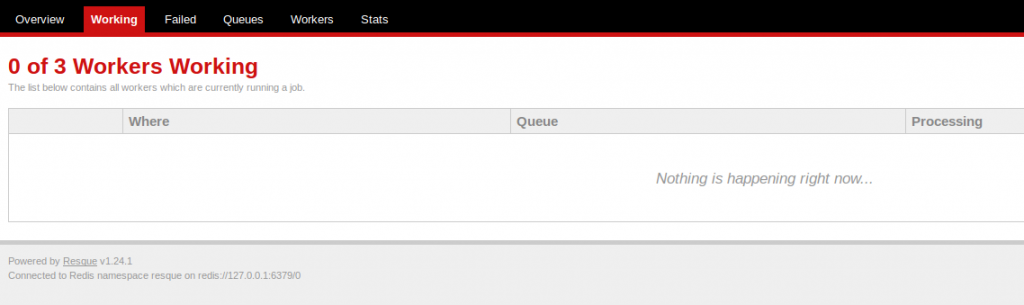 Overview Working Failed Queues Workers Stats
0 of 3 Workers Working
The list below contains all workers which are currently running a job.
Where Queue Processing
Nothing is happening right now...
Powered by Resque v1.24.1
Connected to Redis namespace resque on redis://127.0.0.1:6379/0